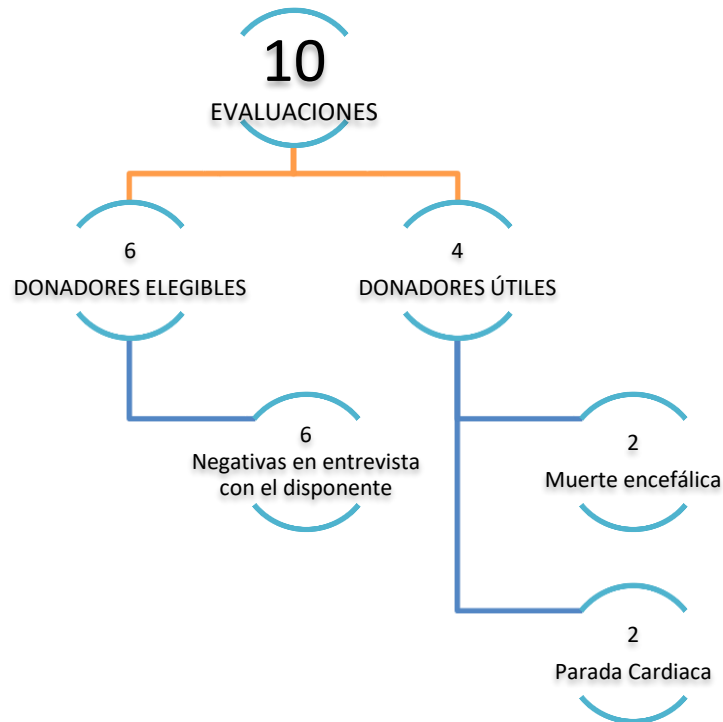 10
EVALUACIONES
6
DONADORES ELEGIBLES
4
DONADORES ÚTILES
6
Negativas en entrevista
con el disponente
2
Muerte encefálica
2
Parada Cardiaca